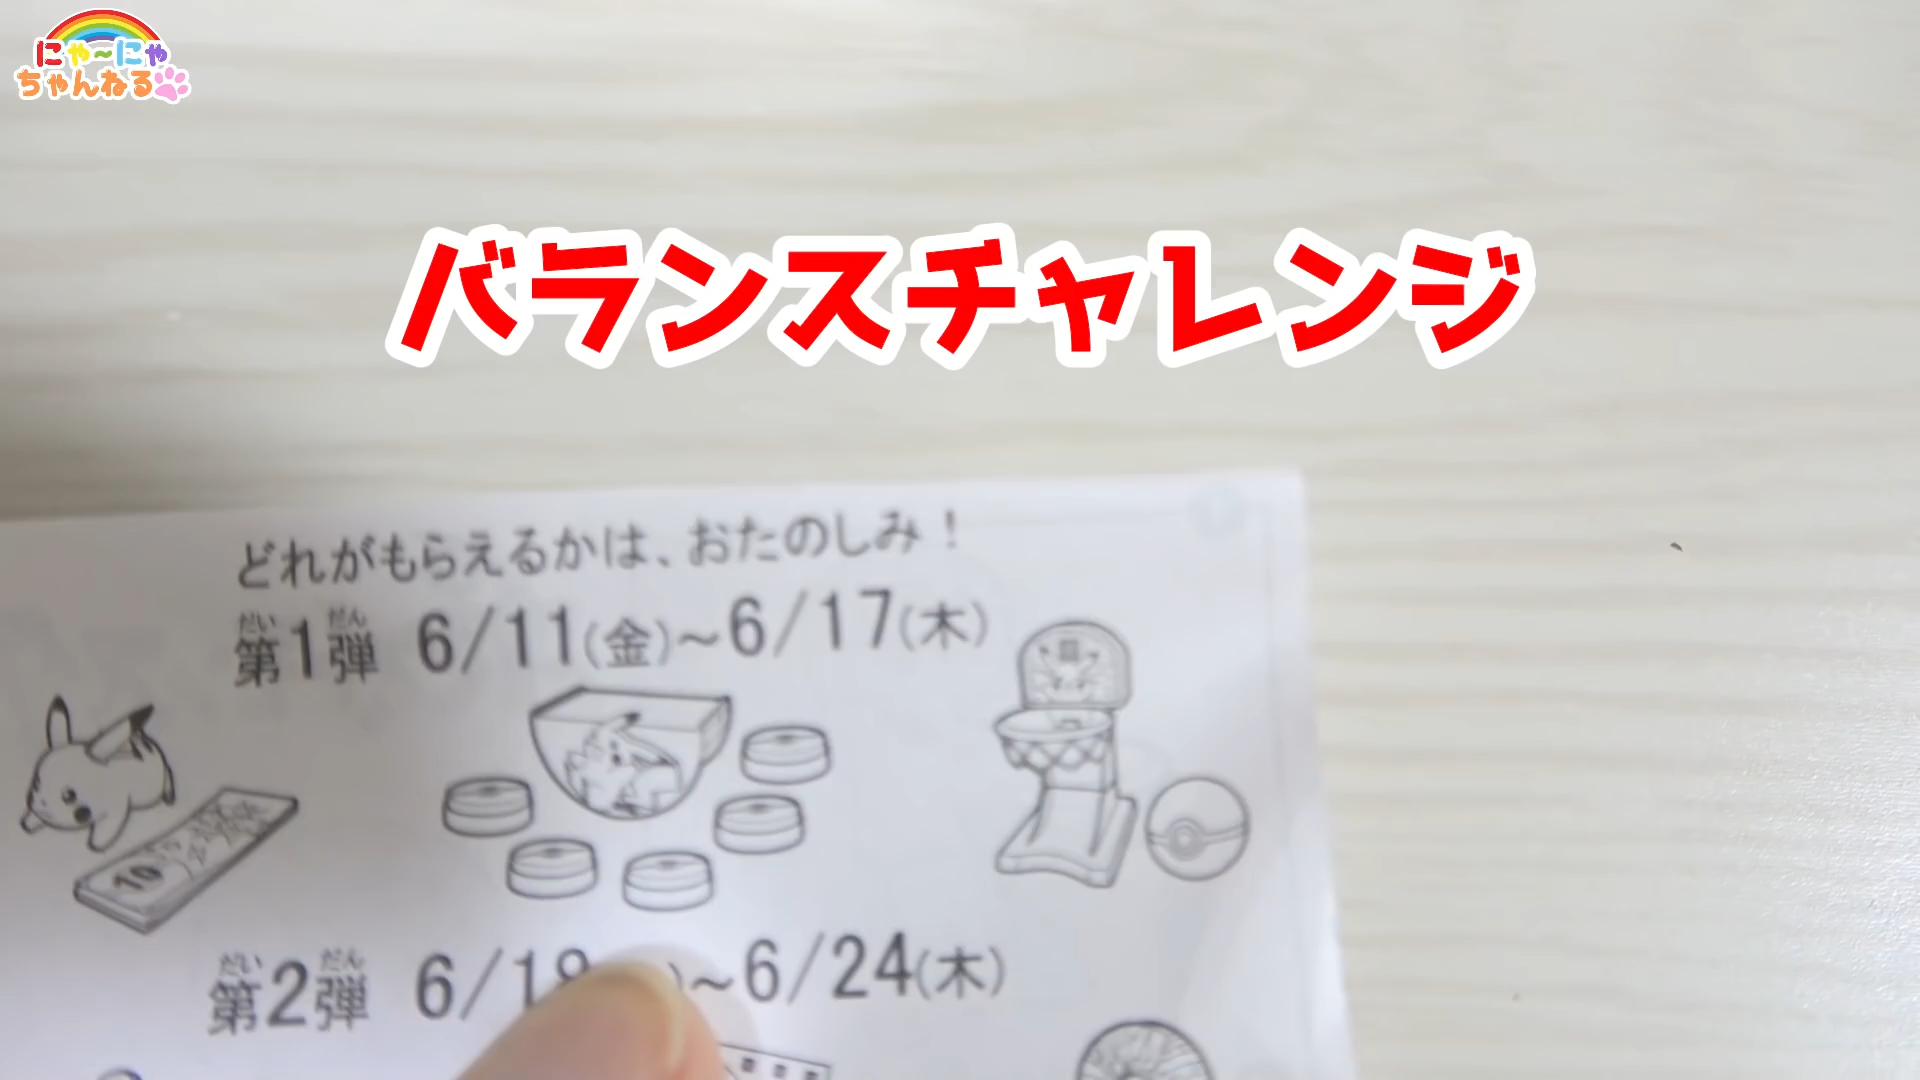 にゃ～にゃ
ちゃんねる
バランスチャレンジ
どれがもらえるかは、おたのしみ！
だい だん
第1弾 6/11(金)～6/17(木)
10
だい だん
第2弾 6/18 )～6/24(木)